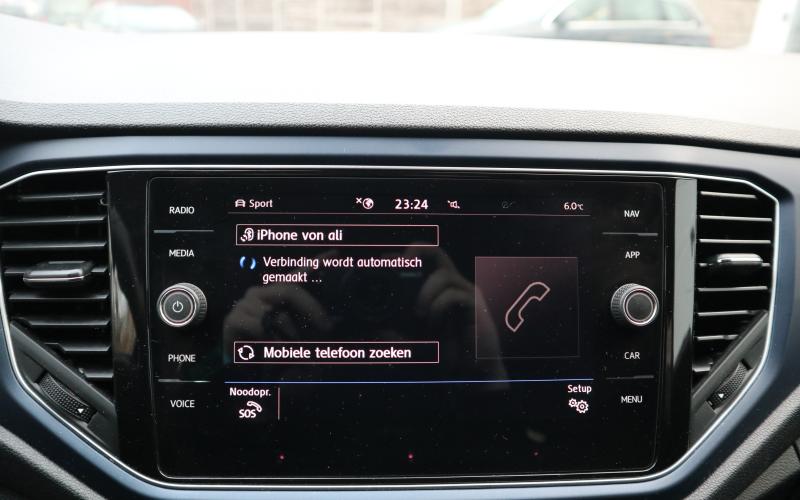 RADIO
MEDIA
PHONE
VOICE
Sport
23:24
6.0°C
iPhone von ali
Verbinding wordt automatisch
gemaakt ...
Mobiele telefoon zoeken
Noodopr.
SOS
Setup
NAV
APP
CAR
MENU